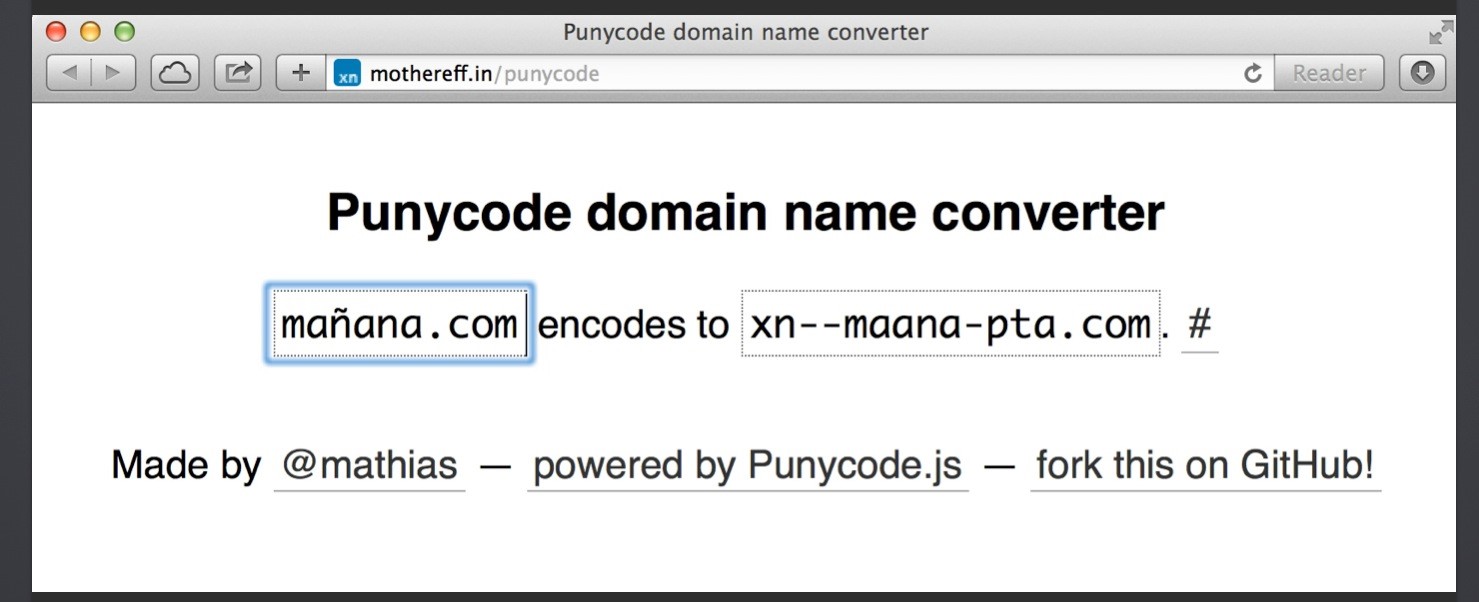 Punycode domain name converter
+ xn mothereff.in/punycode Reader
Punycode domain name converter
mañana.com encodes to xn--maana-pta.com. #
Made by @mathias — powered by Punycode.js — fork this on GitHub!